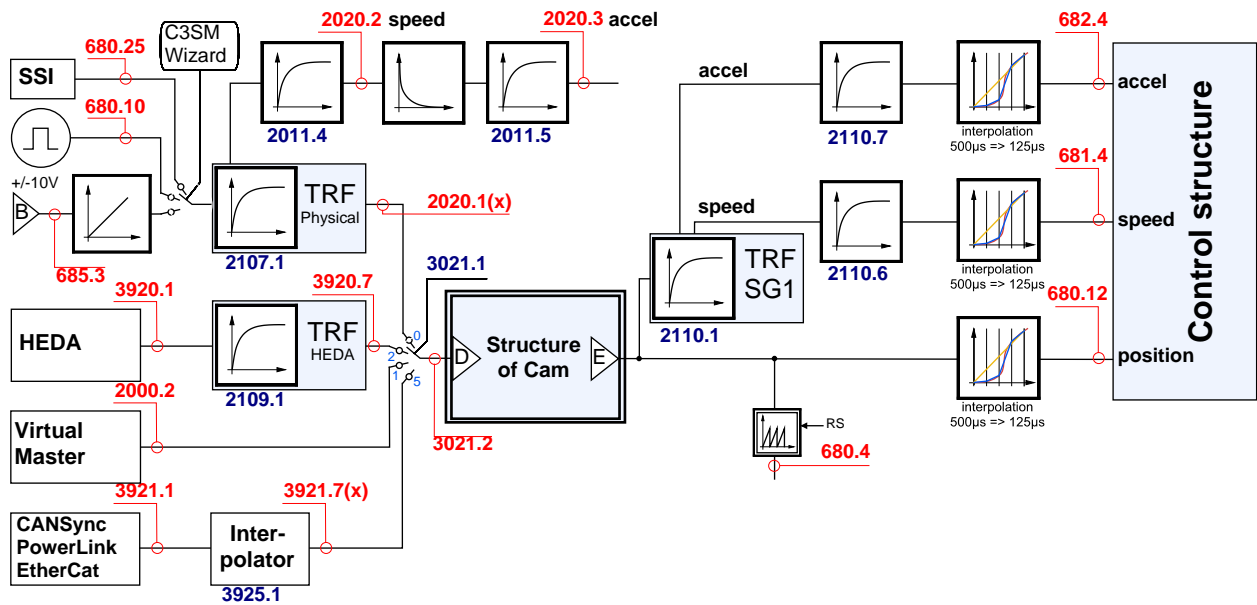 2020.2 speed
2020.3 accel
682.4
C3SM
Wizard
680.25
SSI
680.10
accel
accel
2011.4
2011.5
2110.7
interpolation
500µs => 125µs
+/-10V
B
TRF
Physical
2020.1(x)
681.4
speed
speed
Control structure
685.3
2107.1
3021.1
TRF
SG1
2110.6
interpolation
500µs => 125µs
3920.1
3920.7
680.12
HEDA
TRF
HEDA
0
2
1
5
D
Structure
of Cam
E
2110.1
position
2109.1
interpolation
500µs => 125µs
2000.2
Virtual
Master
3021.2
RS
680.4
3921.1
3921.7(x)
CANSync
PowerLink
EtherCat
Inter-
polator
3925.1